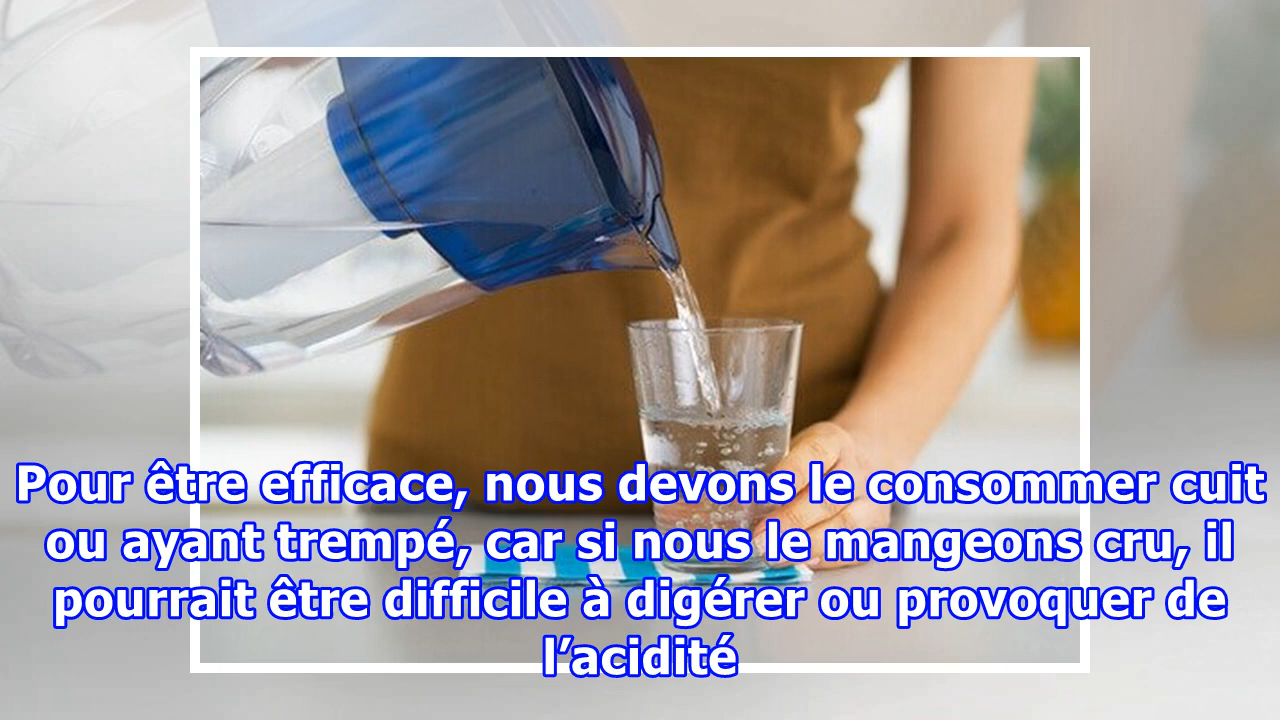 Pour être efficace, nous devons le consommer cuit
ou ayant trempé, car si nous le mangeons cru, il
pourrait être difficile à digérer ou provoquer de
l’acidité